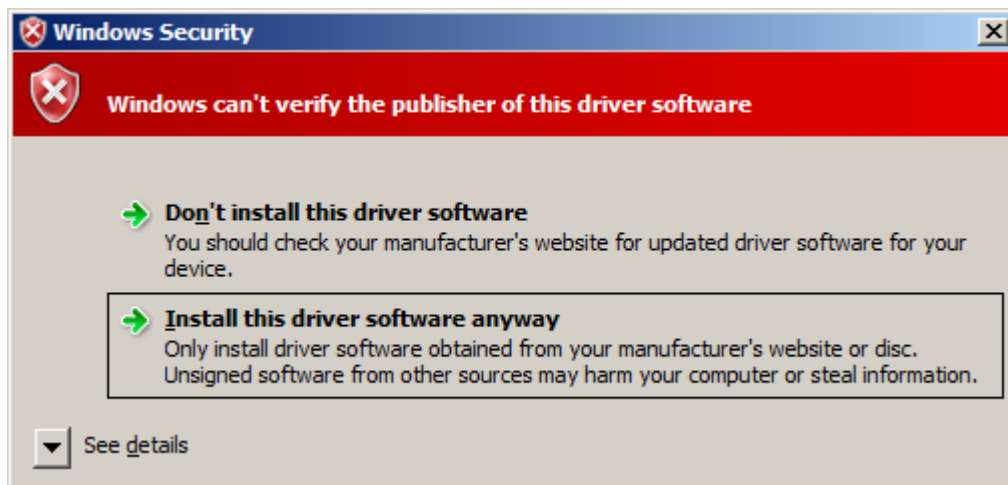 Windows Security
Windows can't verify the publisher of this driver software
Don't install this driver software
You should check your manufacturer's website for updated driver software for your
device.
Install this driver software anyway
Only install driver software obtained from your manufacturer's website or disc.
Unsigned software from other sources may harm your computer or steal information.
See details